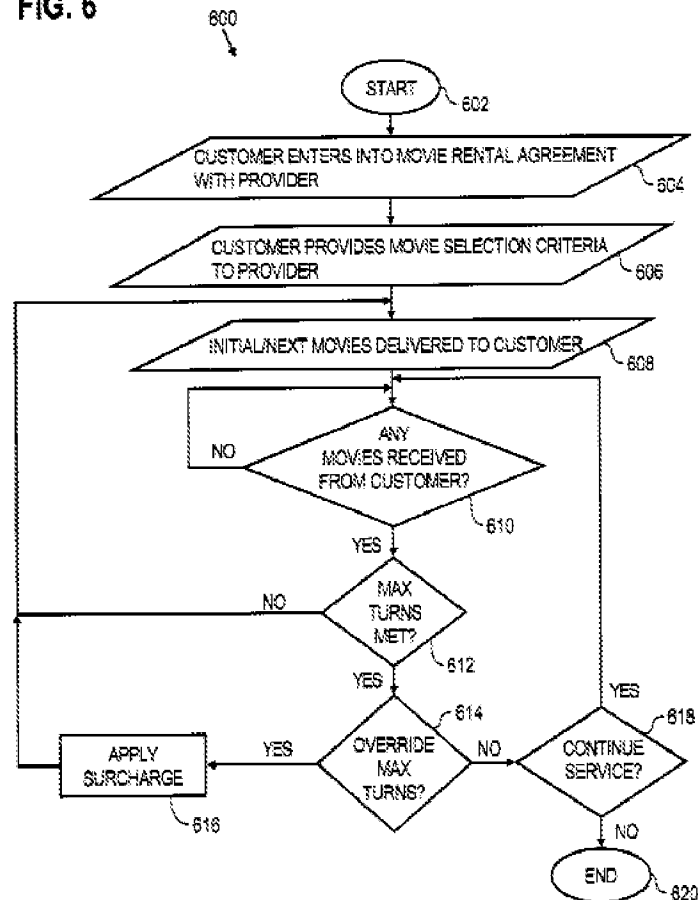 FIG. 6
600
START
602
CUSTOMER ENTERS INTO MOVIE RENTAL AGREEMENT
WITH PROVIDER
604
CUSTOMER PROVIDES MOVIE SELECTION CRITERIA
TO PROVIDER
606
INITIAL/NEXT MOVIES DELIVERED TO CUSTOMER
608
ANY
MOVIES RECEIVED
FROM CUSTOMER?
NO
610
YES
MAX
TURNS
MET?
NO
612
YES
614
OVERRIDE
MAX
TURNS?
YES
NO
APPLY
SURCHARGE
616
YES
618
CONTINUE
SERVICE?
NO
END
620